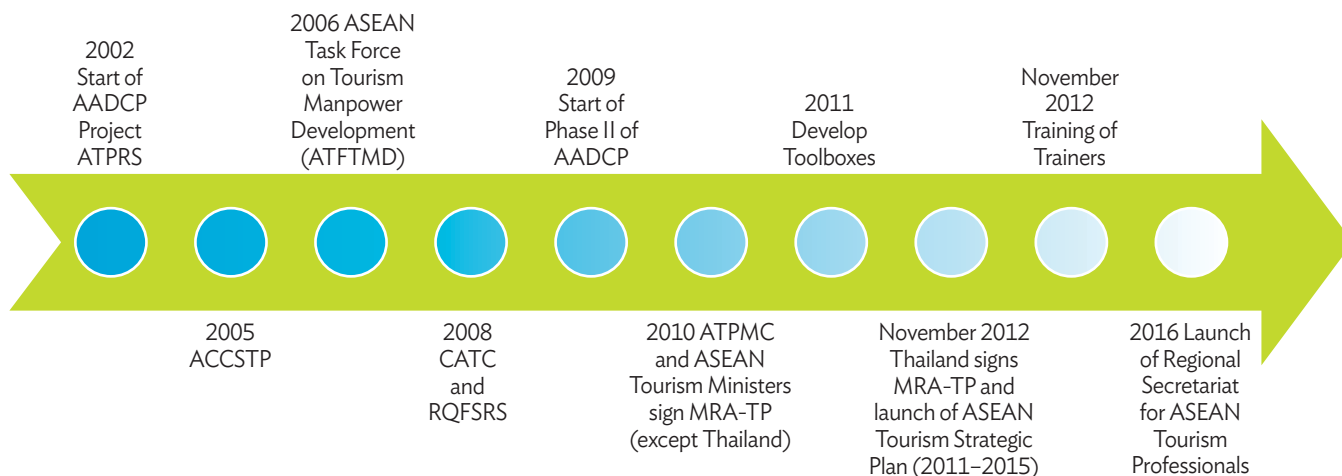 2002
Start of
AADCP
Project
ATPRS
2005
ACCSTP
2006 ASEAN
Task Force
on Tourism
Manpower
Development
(ATFTMD)
2008
CATC
and
RQFSRS
2009
Start of
Phase II of
AADCP
2010 ATPMC
and ASEAN
Tourism Ministers
sign MRA-TP
(except Thailand)
2011
Develop
Toolboxes
November 2012
Thailand signs
MRA-TP and
launch of ASEAN
Tourism Strategic
Plan (2011–2015)
November
2012
Training of
Trainers
2016 Launch
of Regional
Secretariat
for ASEAN
Tourism
Professionals